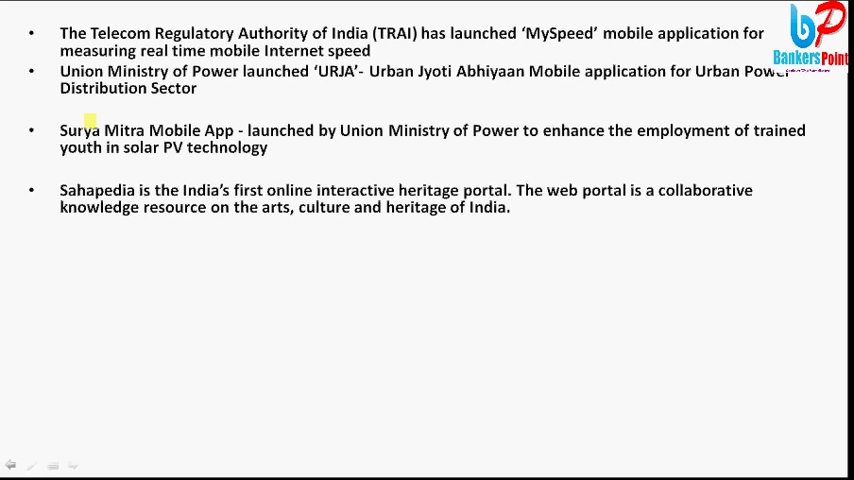 • The Telecom Regulatory Authority of India (TRAI) has launched ‘MySpeed’ mobile application for
measuring real time mobile Internet speed
• Union Ministry of Power launched ‘URJA’- Urban Jyoti Abhiyaan Mobile application for Urban Power
Distribution Sector
• Surya Mitra Mobile App - launched by Union Ministry of Power to enhance the employment of trained
youth in solar PV technology
• Sahapedia is the India’s first online interactive heritage portal. The web portal is a collaborative
knowledge resource on the arts, culture and heritage of India.
bP
BankersPoint